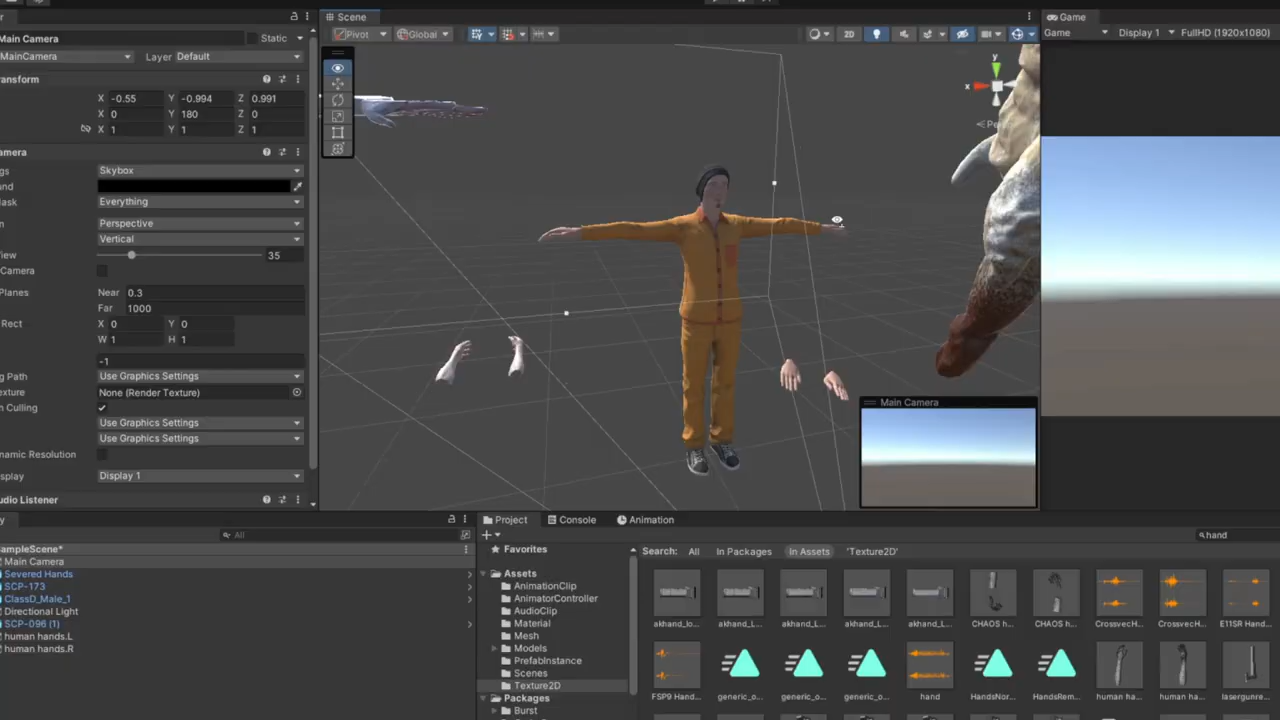 r
Scene
Game
Main Camera
Static
Pivot
Global
2D
Game
Display 1
FullHD (1920x1080)
MainCamera
Layer
Default
ransform
X -0.55 Y -0.994 Z 0.991
X 0 Y 180 Z 0
X 1 Y 1 Z 1
y
x
amera
gs
Skybox
und
Mask
Everything
n
Perspective
Vertical
View
35
Camera
Planes
Near 0.3
Far 1000
Rect
X 0 Y 0
W 1 H 1
-1
g Path
Use Graphics Settings
exture
None (Render Texture)
n Culling
Use Graphics Settings
Use Graphics Settings
namic Resolution
splay
Display 1
udio Listener
Main Camera
y
All
ampleScene*
Main Camera
Severed Hands
SCP-173
ClassD_Male_1
Directional Light
SCP-096 (1)
human hands.L
human hands.R
Project
Console
Animation
hand
Favorites
Assets
AnimationClip
AnimatorController
AudioClip
Material
Mesh
Models
PrefabInstance
Scenes
Texture2D
Packages
Burst
Search:
All
In Packages
In Assets
'Texture2D'
akhand_lo...
akhand_L...
akhand_L...
akhand_L...
akhand_L...
CHAOS h...
CHAOS h...
CrossvecH...
CrossvecH...
E11SR Hand...
FSP9 Hand...
generic_o...
generic_o...
generic_o...
hand
HandsNor...
HandsRem...
human ha...
human ha...
lasergunre...